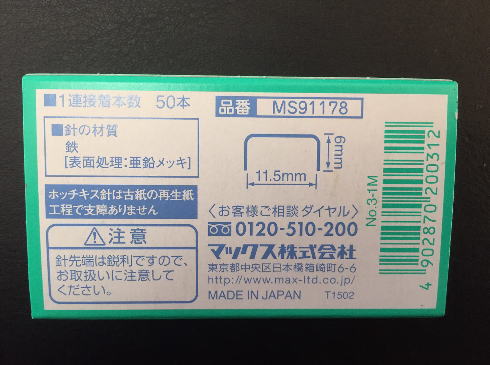 ■1連接着本数 50本
品番 MS91178
■針の材質
鉄
[表面処理:亜鉛メッキ]
6mm
11.5mm
No.3-1M
ホッチキス針は古紙の再生紙
工程で支障ありません
〈お客様ご相談ダイヤル〉
0120-510-200
注意
針先端は鋭利ですので、
お取扱いに注意して
ください。
マックス株式会社
東京都中央区日本橋箱崎町6-6
http://www.max-ltd.co.jp/
MADE IN JAPAN T1502
4 902870 200312